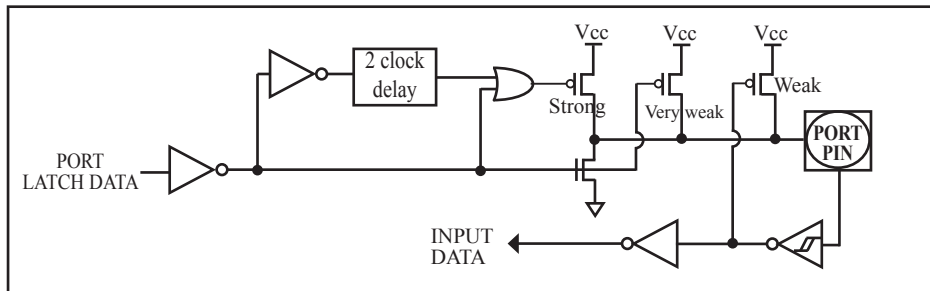 Vcc
Vcc
Vcc
2 clock
delay
Strong
Very weak
Weak
PORT
PIN
PORT
LATCH DATA
INPUT
DATA